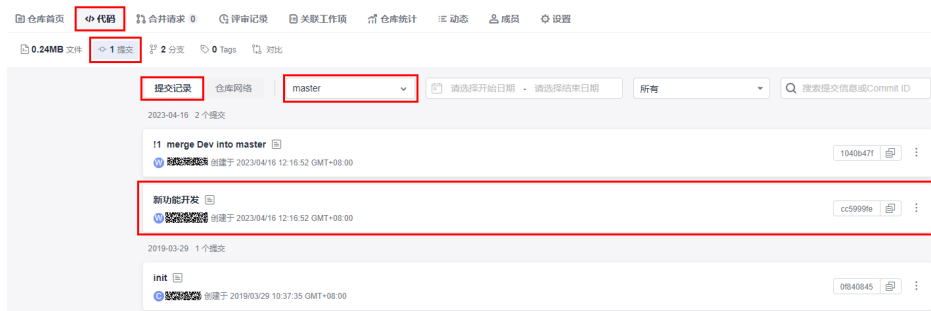 仓库首页 </> 代码 合并请求 0 评审记录 关联工作项 仓库统计 动态 成员 设置
0.24MB 文件 1 提交 2 分支 0 Tags 对比
提交记录 仓库网络 master 请选择开始日期 - 请选择结束日期 所有 搜索提交信息或Commit ID
2023-04-16 2 个提交
!1 merge Dev into master
1040b47f
W 创建于 2023/04/16 12:16:52 GMT+08:00
新功能开发
cc5999fe
W 创建于 2023/04/16 12:16:52 GMT+08:00
2019-03-29 1 个提交
init
0f840845
C 创建于 2019/03/29 10:37:35 GMT+08:00